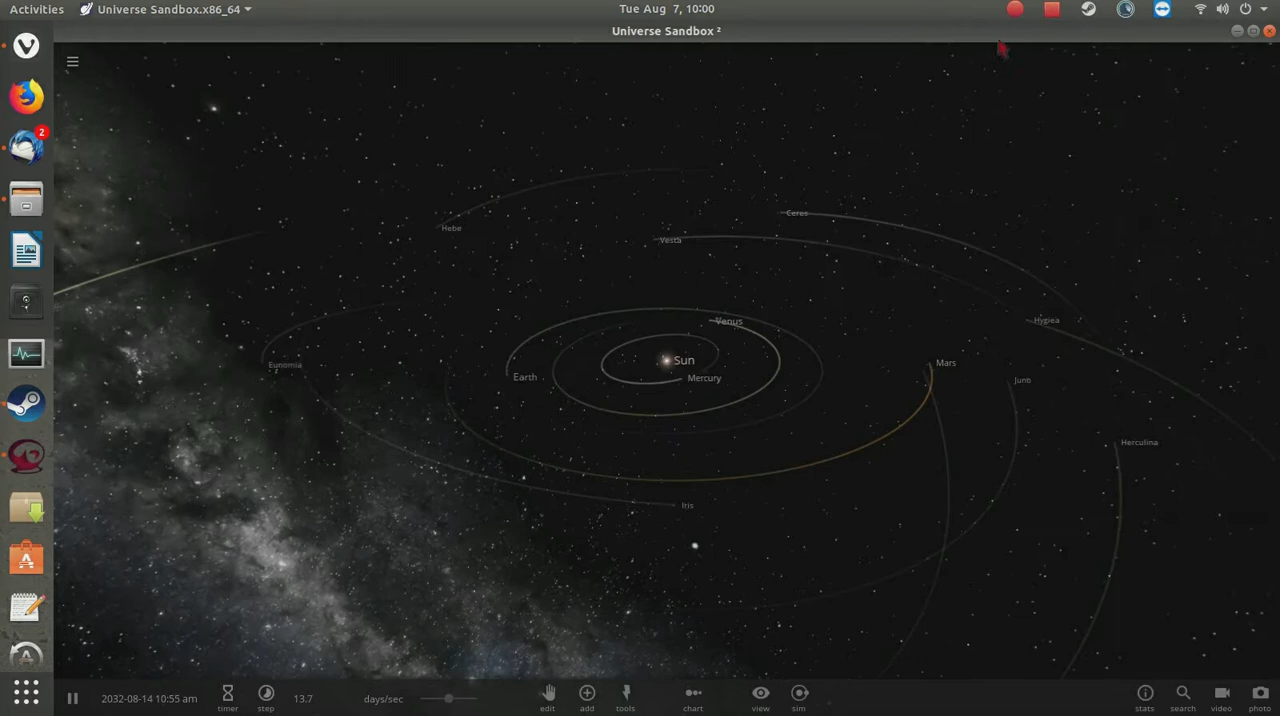 Activities Universe Sandbox.x86_64 Tue Aug 7, 10:00
Universe Sandbox ²
2
Ceres
Hebe
Vesta
Hygiea
Venus
Sun
Mars
Eunomia
Earth
Mercury
Juno
Herculina
Iris
2032-08-14 10:55 am
timer
step
13.7
days/sec
edit
add
tools
chart
view
sim
stats
search
video
photo